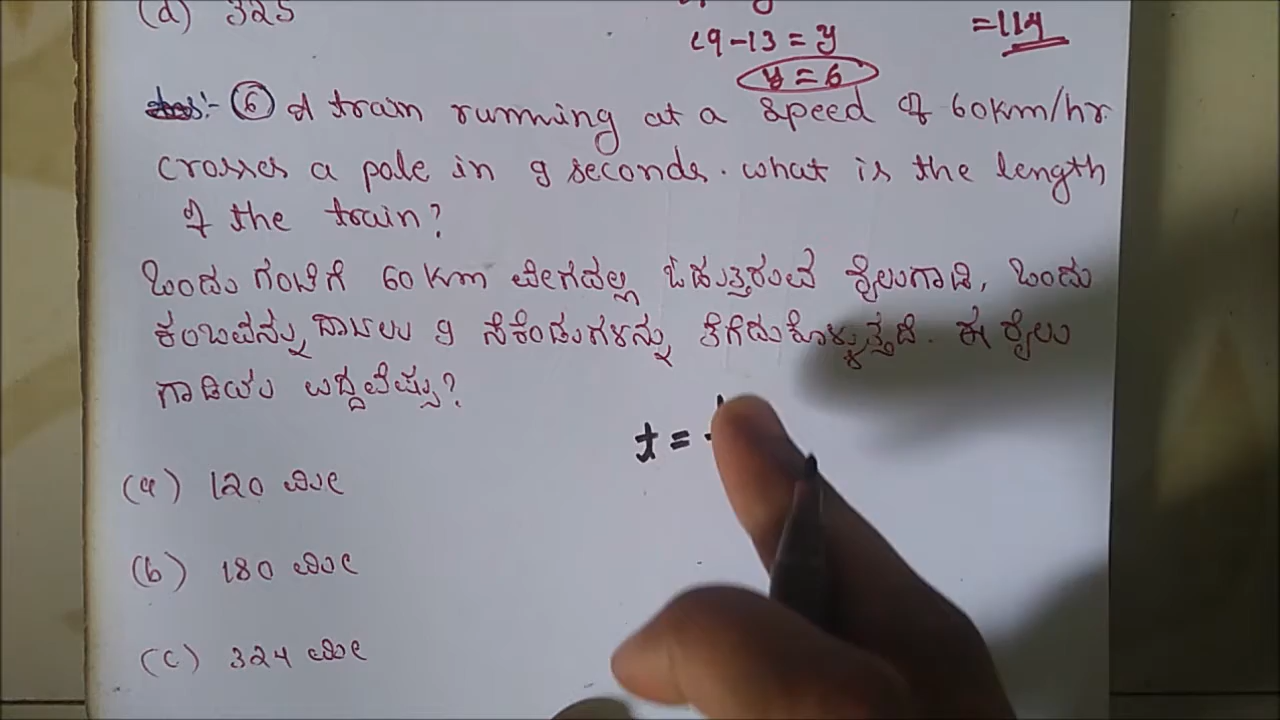 (d) 325
19-13=y
=114
y=6
Ans:- ⑥ A train running at a speed of 60km/hr.
crosses a pole in 9 seconds. what is the length
of the train?
ಒಂದು ಗಂಟೆಗೆ 60 Km ವೇಗದಲ್ಲಿ ಓಡುತ್ತಿರುವ ರೈಲುಗಾಡಿ, ಒಂದು
ಕಂಬವನ್ನು ದಾಟಲು 9 ಸೆಕೆಂಡುಗಳನ್ನು ತೆಗೆದುಕೊಳ್ಳುತ್ತದೆ. ಈ ರೈಲು
ಗಾಡಿಯ ಉದ್ದವೆಷ್ಟು?
t =
(a) 120 ಮೀ
(b) 180 ಮೀ
(c) 324 ಮೀ